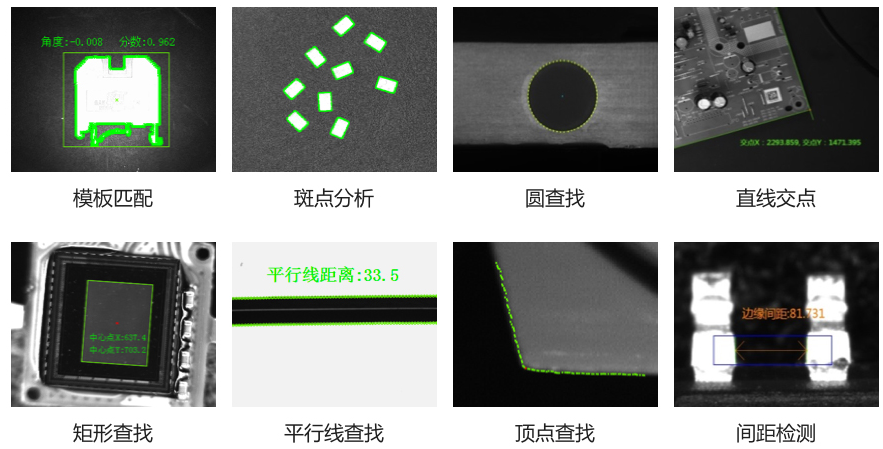 角度:-0.008 分数:0.962
模板匹配
斑点分析
圆查找
交点X：2293.859, 交点Y：1471.395
直线交点
中心点X:637.4
中心点Y:703.2
矩形查找
平行线距离:33.5
平行线查找
顶点查找
边缘间距:81.731
间距检测